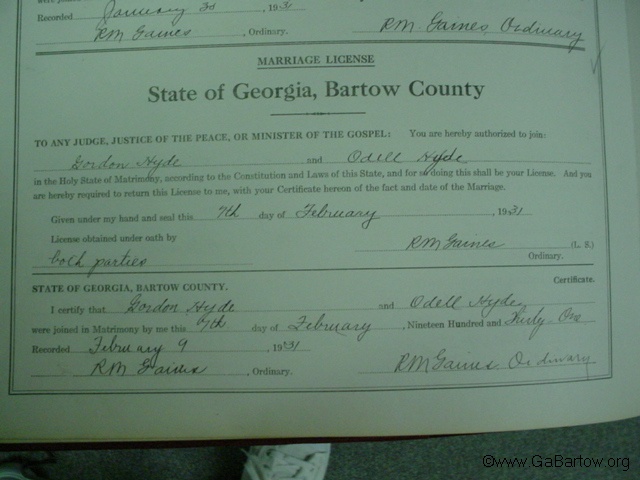 Recorded January 3d, 1931
RM Gaines, Ordinary. RM Gaines, Ordinary
MARRIAGE LICENSE
State of Georgia, Bartow County
TO ANY JUDGE, JUSTICE OF THE PEACE, OR MINISTER OF THE GOSPEL: You are hereby authorized to join:
Gordon Hyde and Odell Hyde
in the Holy State of Matrimony, according to the Constitution and Laws of this State, and for so doing this shall be your License. And you
are hereby required to return this License to me, with your Certificate hereon of the fact and date of the Marriage.
Given under my hand and seal this 7th day of February, 1931
License obtained under oath by RM Gaines (L. S.)
both parties Ordinary.
STATE OF GEORGIA, BARTOW COUNTY. Certificate.
I certify that Gordon Hyde and Odell Hyde
were joined in Matrimony by me this 7th day of February, Nineteen Hundred and Thirty One
Recorded February 9, 1931
RM Gaines, Ordinary. RM Gaines, Ordinary
©www.GaBartow.org